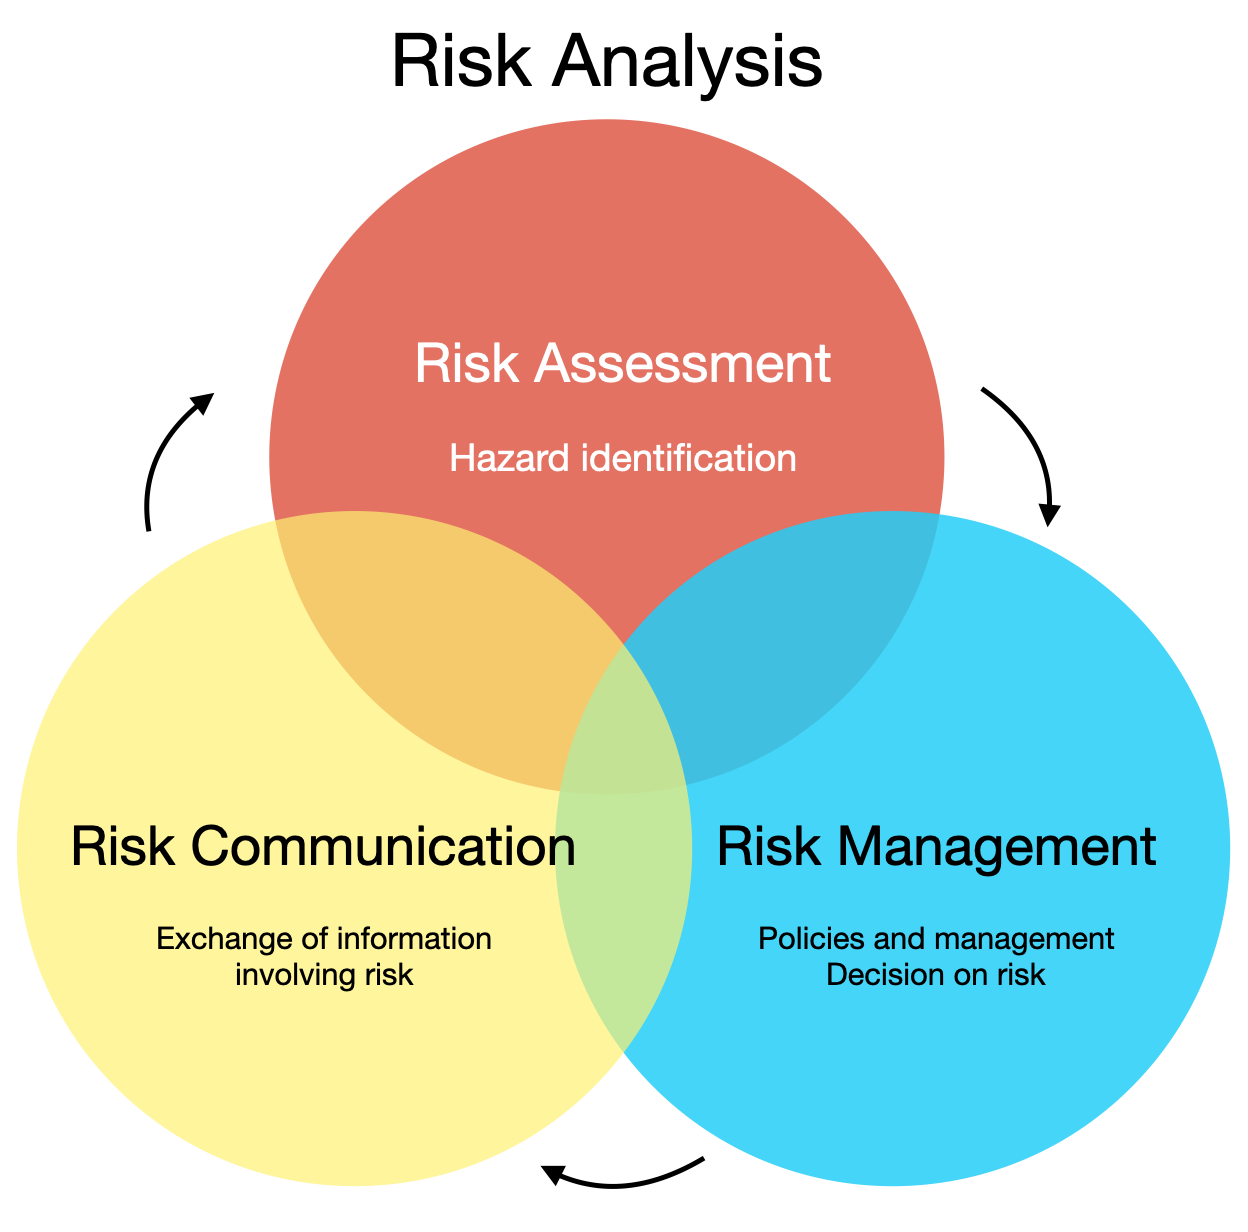 Risk Analysis
Risk Assessment
Hazard identification
Risk Communication
Exchange of information
involving risk
Risk Management
Policies and management
Decision on risk